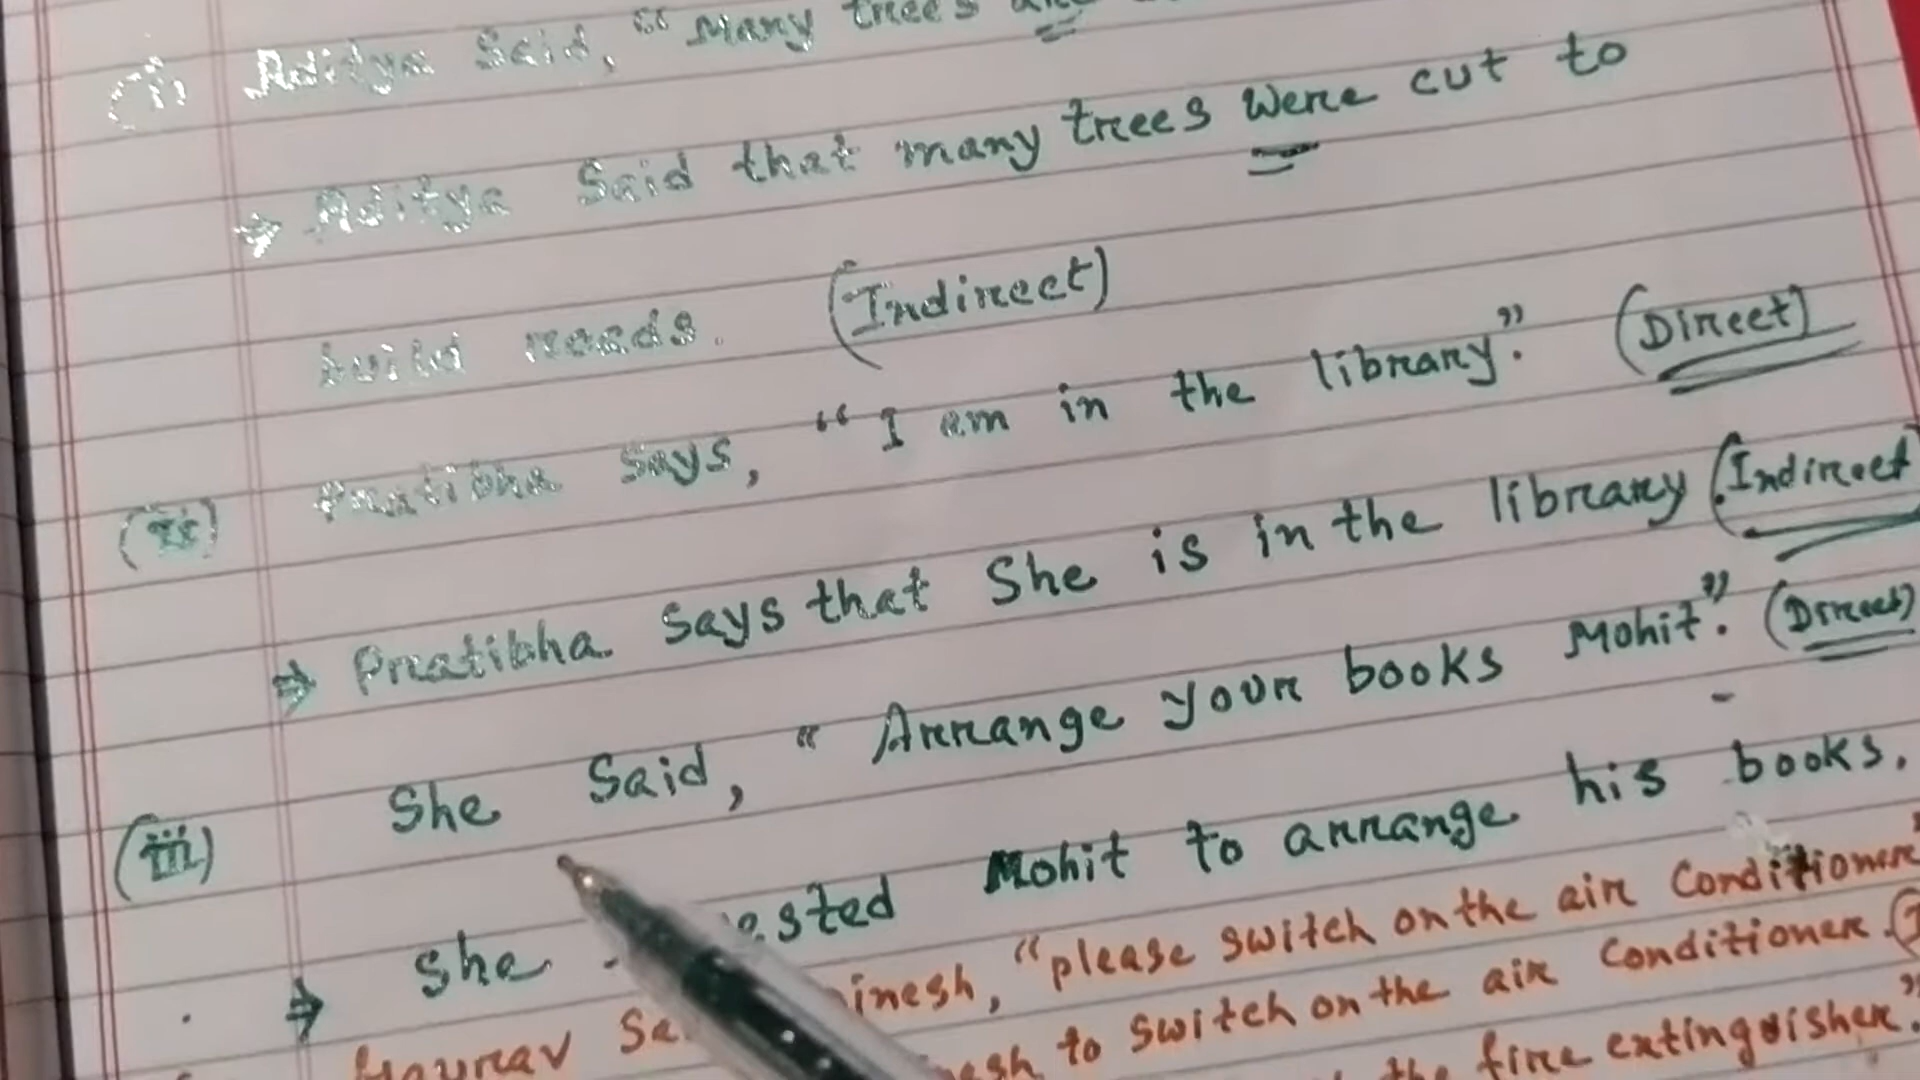 (i) Aditya Said, "Many trees are
→ Aditya Said that many trees were cut to
build roads. (Indirect)
(ii) Pratibha Says, "I am in the library". (Direct)
⇒ Pratibha Says that She is in the library (Indirect
(iii) She Said, "Arrange your books Mohit". (Direct)
⇒ She ested Mohit to arrange his books.
Gaurav Sa inesh, "please switch on the air Conditioner"
esh to switch on the air Conditioner. (I
the fire extinguisher."